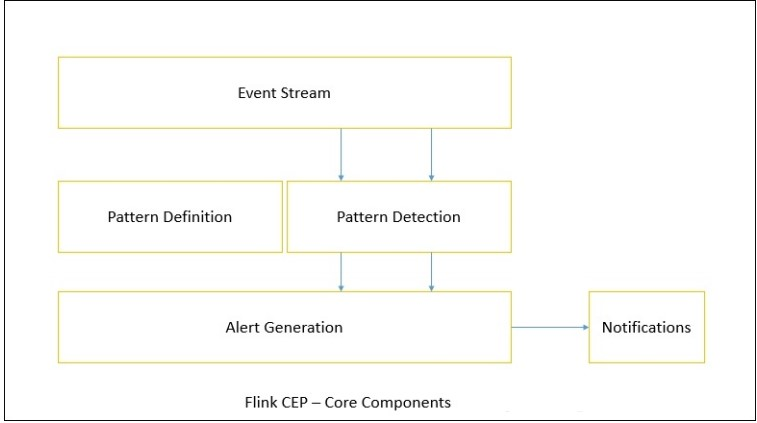 Event Stream
Pattern Definition
Pattern Detection
Alert Generation
Notifications
Flink CEP – Core Components